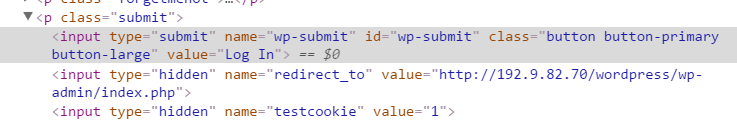 <p class="submit">
<input type="submit" name="wp-submit" id="wp-submit" class="button button-primary
button-large" value="Log In"> == $0
<input type="hidden" name="redirect_to" value="http://192.9.82.70/wordpress/wp-
admin/index.php">
<input type="hidden" name="testcookie" value="1">